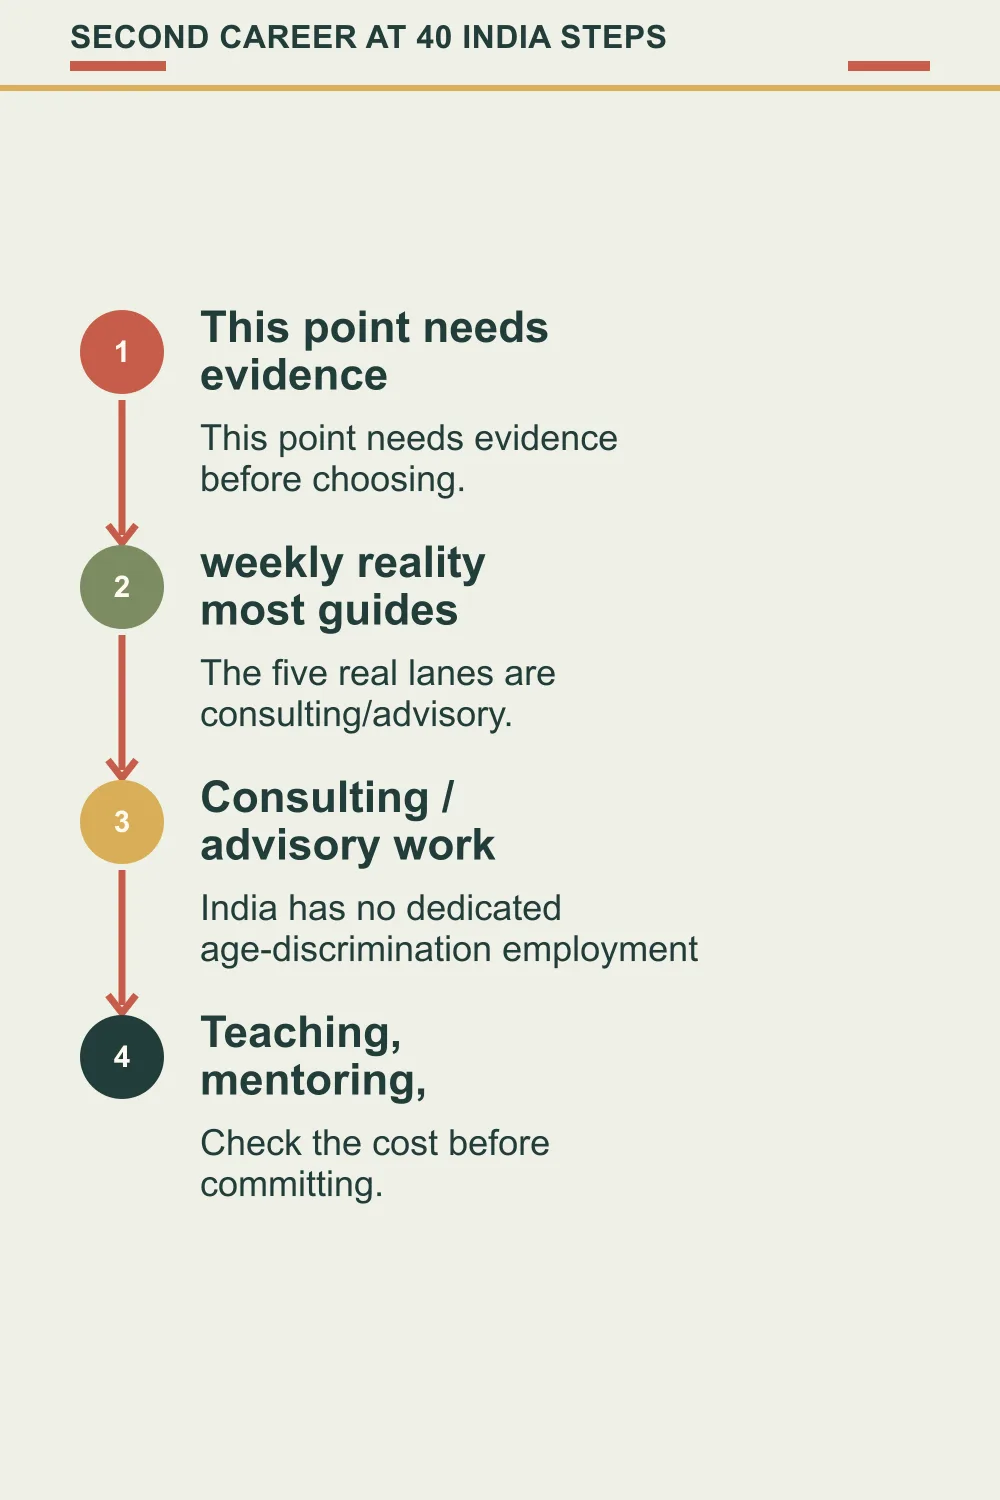 SECOND CAREER AT 40 INDIA STEPS
1
This point needs
evidence
This point needs evidence
before choosing.
2
weekly reality
most guides
The five real lanes are
consulting/advisory.
3
Consulting /
advisory work
India has no dedicated
age-discrimination employment
4
Teaching,
mentoring,
Check the cost before
committing.